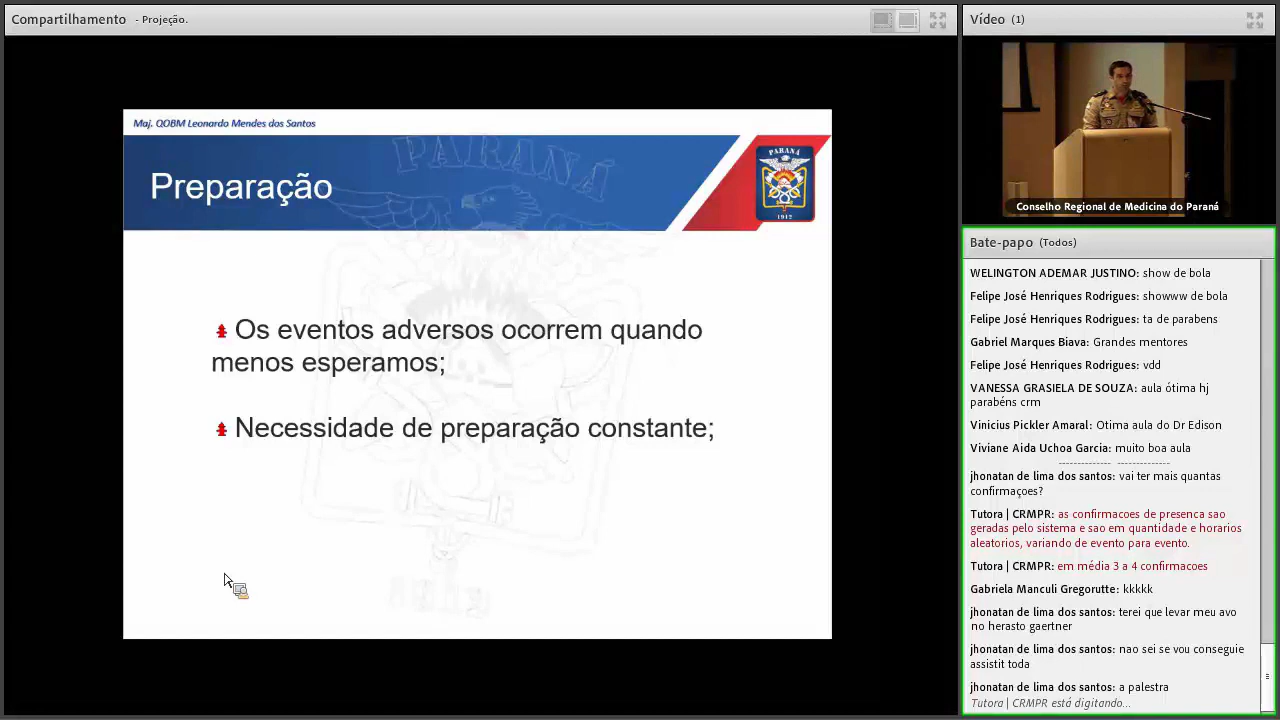 Compartilhamento - Projeção.
Maj. QOBM Leonardo Mendes dos Santos
PARANÁ
Preparação
PARANÁ
1912
Os eventos adversos ocorrem quando
menos esperamos;
Necessidade de preparação constante;
1912
Vídeo (1)
Conselho Regional de Medicina do Paraná
Bate-papo (Todos)
WELINGTON ADEMAR JUSTINO: show de bola
Felipe José Henriques Rodrigues: showww de bola
Felipe José Henriques Rodrigues: ta de parabens
Gabriel Marques Biava: Grandes mentores
Felipe José Henriques Rodrigues: vdd
VANESSA GRASIELA DE SOUZA: aula ótima hj
parabéns crm
Vinicius Pickler Amaral: Otima aula do Dr Edison
Viviane Aida Uchoa Garcia: muito boa aula
jhonatan de lima dos santos: vai ter mais quantas
confirmaçoes?
Tutora | CRMPR: as confirmacoes de presenca sao
geradas pelo sistema e sao em quantidade e horarios
aleatorios, variando de evento para evento.
Tutora | CRMPR: em média 3 a 4 confirmacoes
Gabriela Manculi Gregorutte: kkkkk
jhonatan de lima dos santos: terei que levar meu avo
no herasto gaertner
jhonatan de lima dos santos: nao sei se vou conseguie
assistit toda
jhonatan de lima dos santos: a palestra
Tutora | CRMPR está digitando...